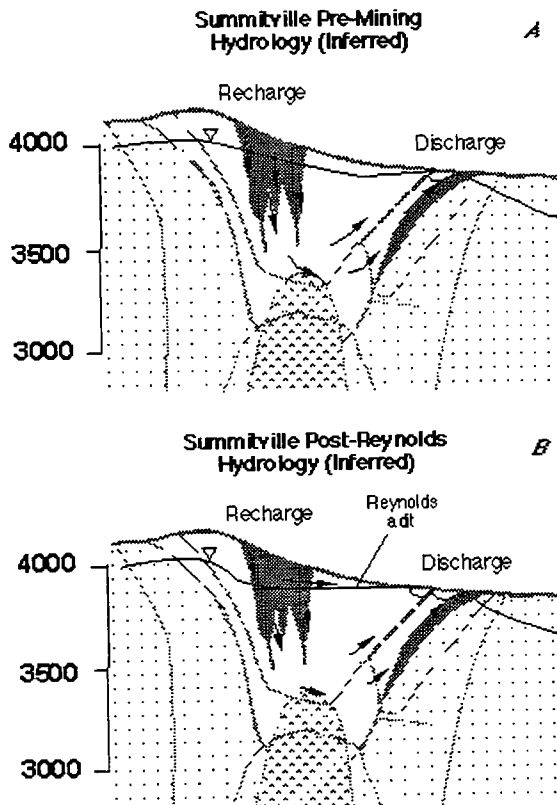 Summitville Pre-Mining
Hydrology (Inferred)
A
Recharge
Discharge
4000
3500
3000
Summitville Post-Reynolds
Hydrology (Inferred)
B
Recharge
Reynolds
adit
Discharge
4000
3500
3000